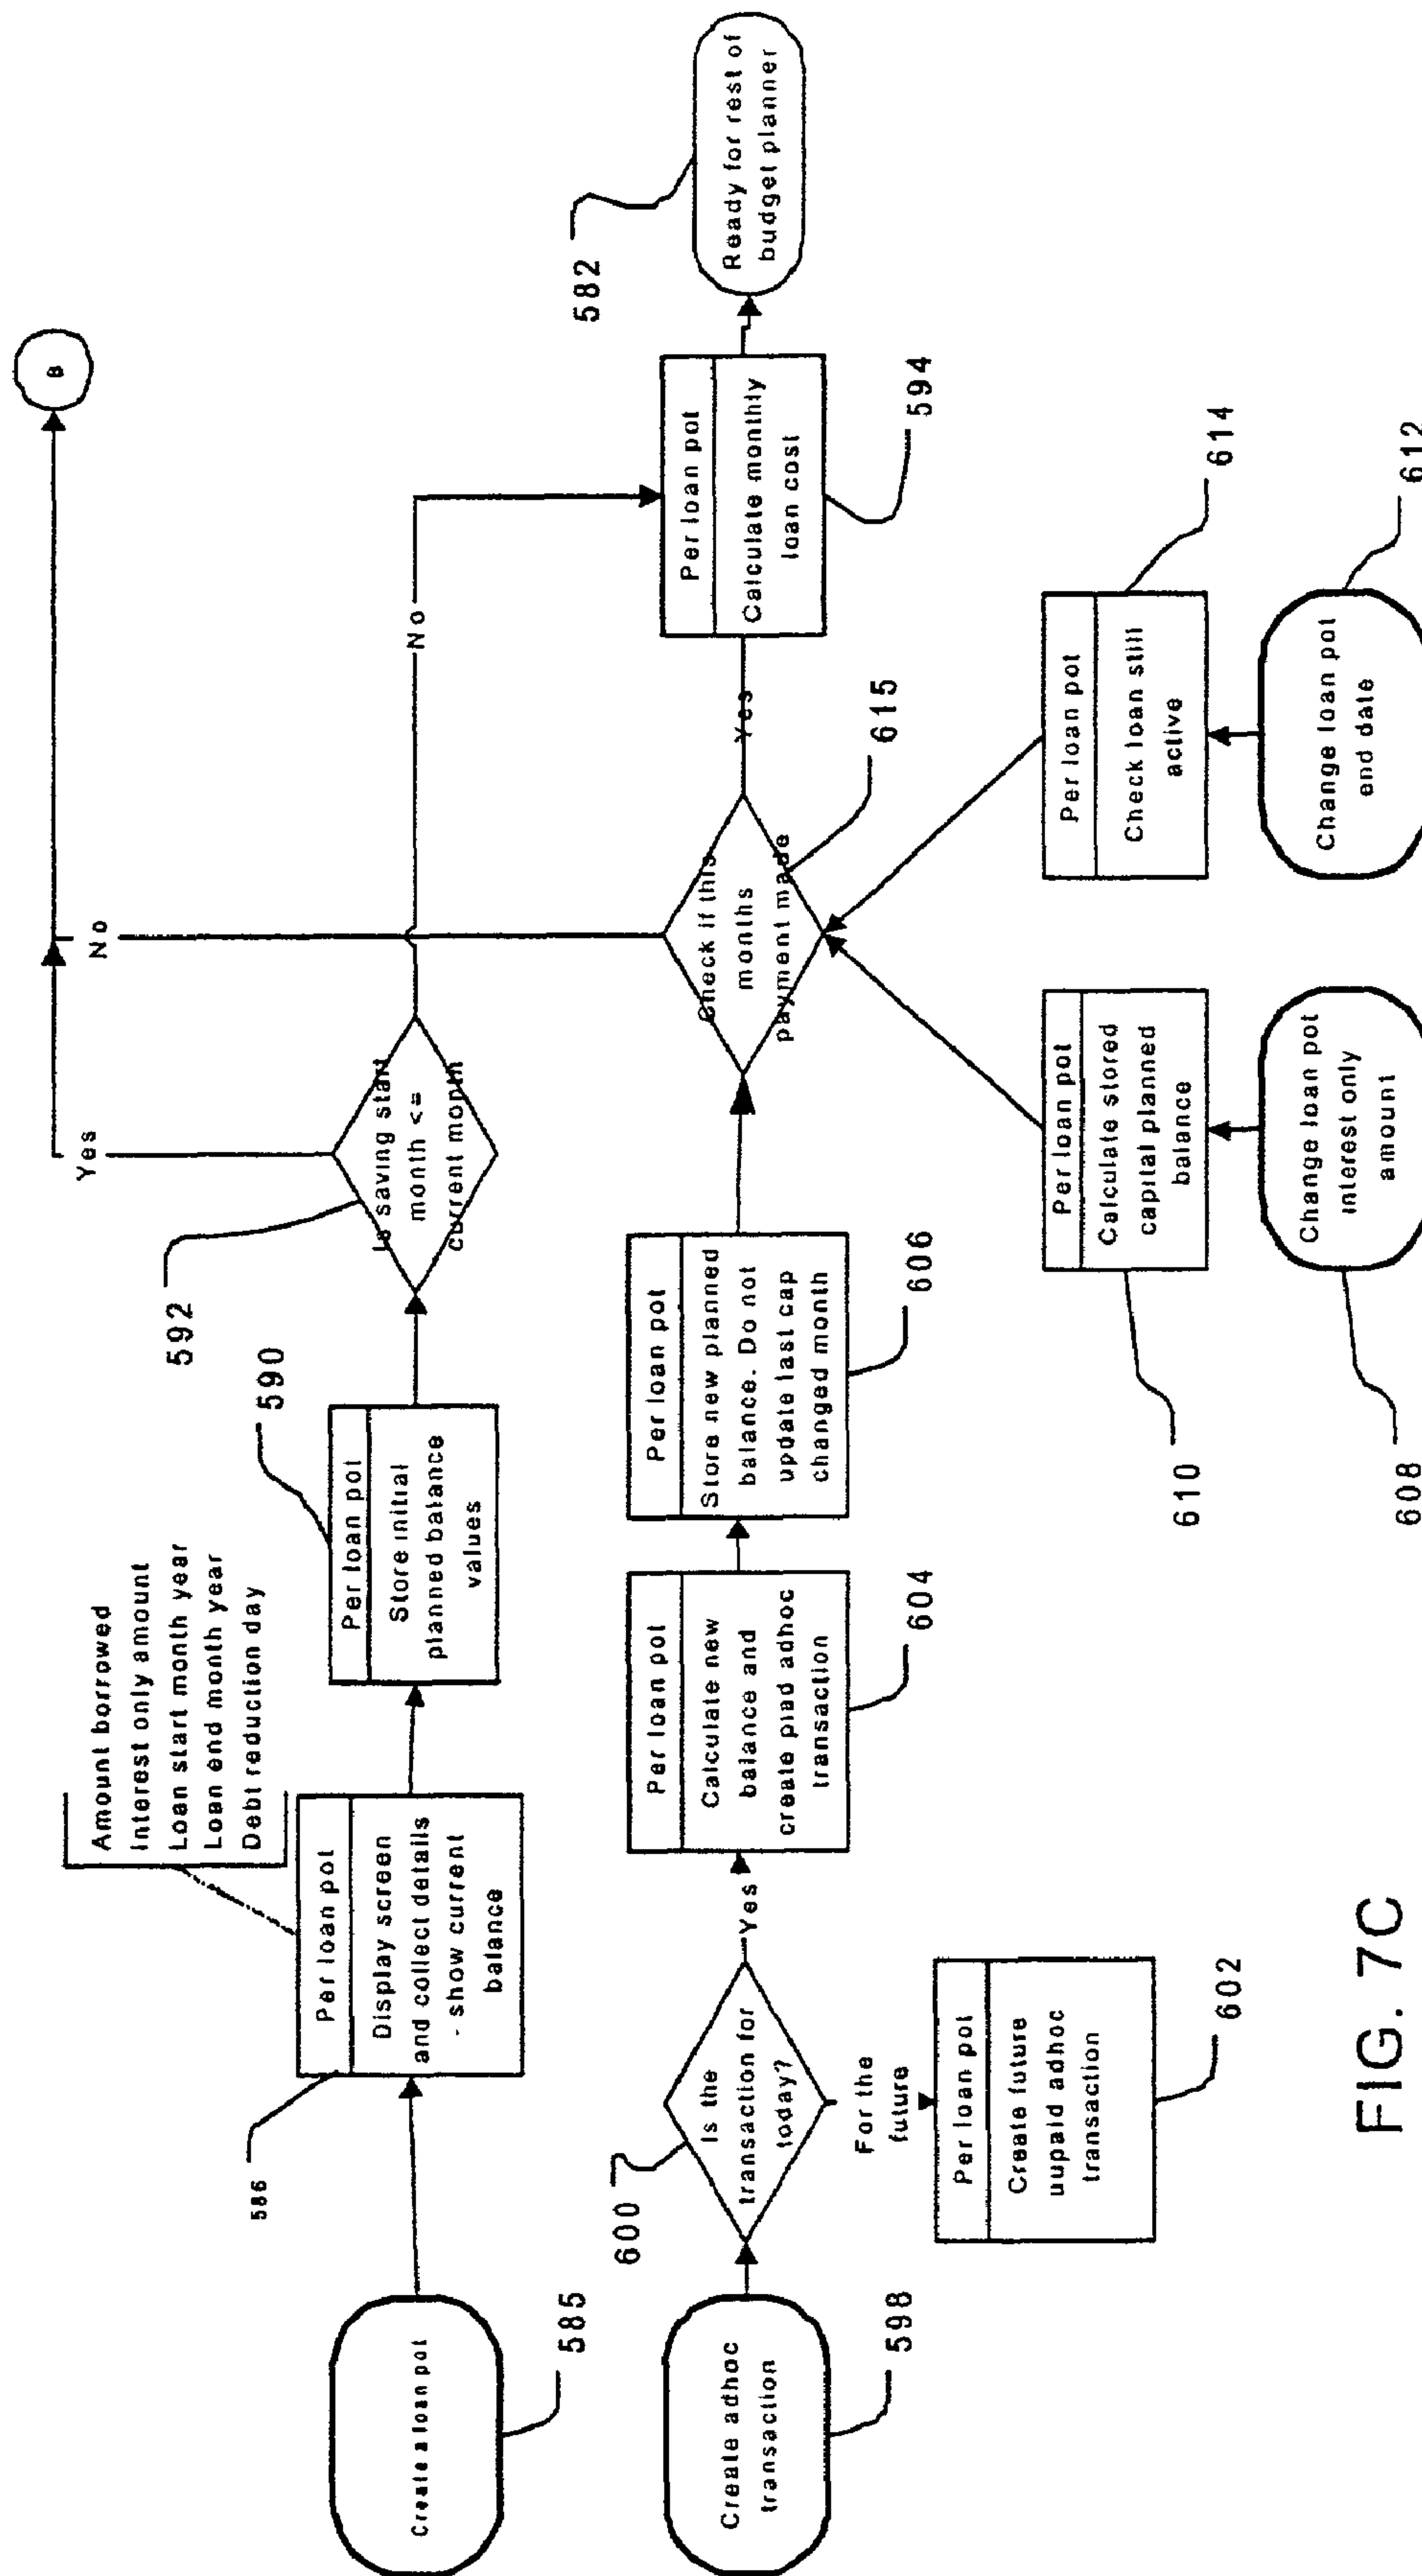 B
Amount borrowed
Interest only amount
Loan start month year
Loan end month year
Debt reduction day
Create a loan pot
585
586
Per loan pot
Display screen
and collect details
- show current
balance
590
Per loan pot
Store initial
planned balance
values
592
Is saving start
month <=
current month
Yes
No
No
582
Ready for rest of
budget planner
Per loan pot
Calculate monthly
loan cost
594
Create adhoc
transaction
598
600
Is the
transaction for
today?
Yes
For the
future
Per loan pot
Create future
uupaid adhoc
transaction
602
Per loan pot
Calculate new
balance and
create piad adhoc
transaction
604
Per loan pot
Store new planned
balance. Do not
update last cap
changed month
606
Check if this
months
payment made
Yes
615
Per loan pot
Calculate stored
capital planned
balance
610
Change loan pot
interest only
amount
608
Per loan pot
Check loan still
active
614
Change loan pot
end date
612
FIG. 7C